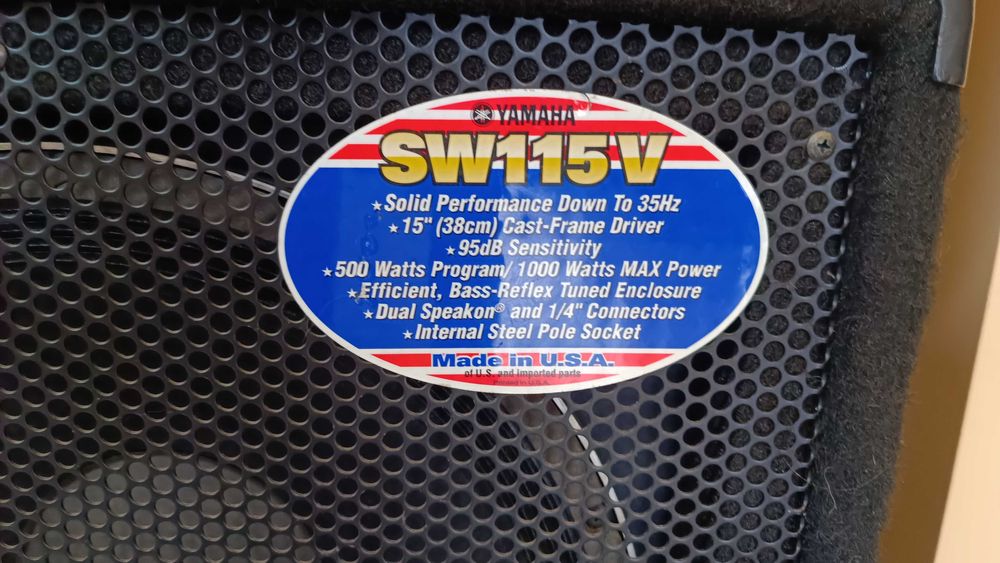 YAMAHA
SW115V
★Solid Performance Down To 35Hz
★15" (38cm) Cast-Frame Driver
★95dB Sensitivity
★500 Watts Program/ 1000 Watts MAX Power
★Efficient, Bass-Reflex Tuned Enclosure
★Dual Speakon® and 1/4" Connectors
★Internal Steel Pole Socket
Made in U.S.A.
of U.S. and imported parts
Printed in U.S.A.